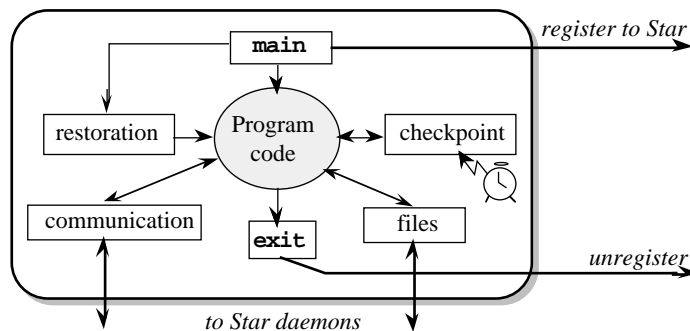 register to Star
main
restoration
Program
code
checkpoint
communication
exit
files
unregister
to Star daemons